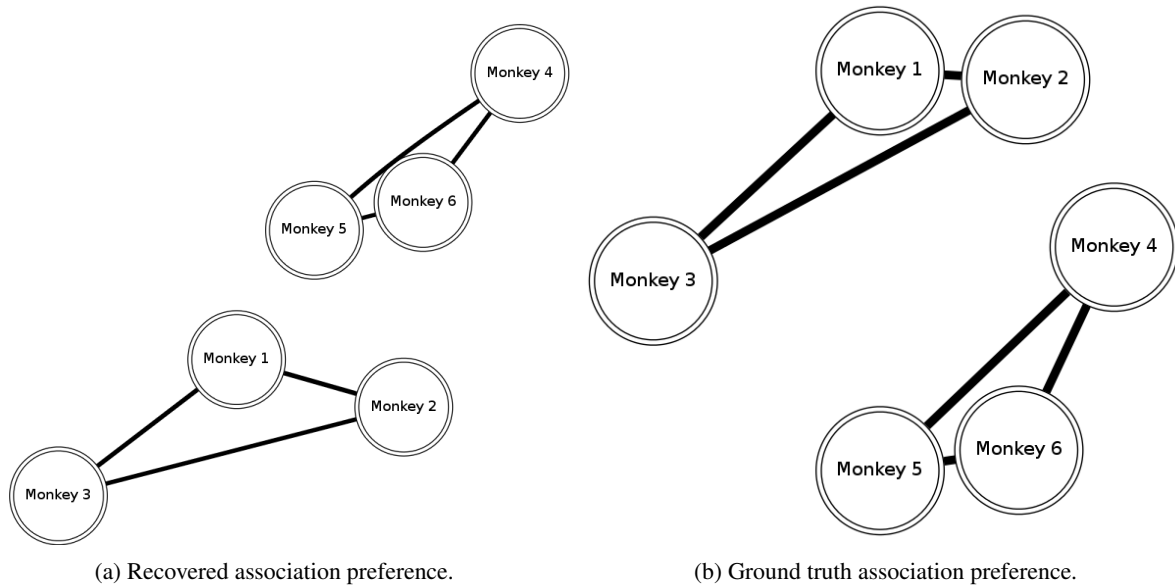 Monkey 4
Monkey 6
Monkey 5
Monkey 1
Monkey 2
Monkey 3
(a) Recovered association preference.
Monkey 1
Monkey 2
Monkey 3
Monkey 4
Monkey 6
Monkey 5
(b) Ground truth association preference.